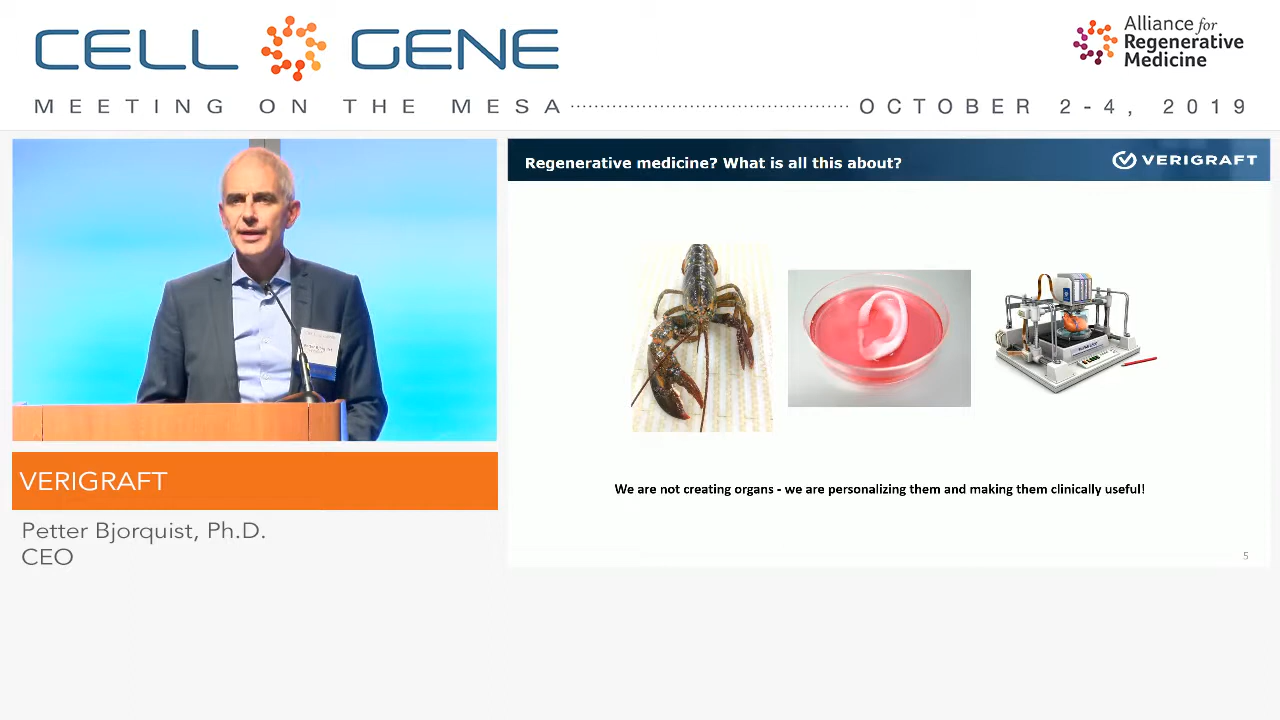 CELL GENE
Alliance for
Regenerative
Medicine
MEETING ON THE MESA
OCTOBER 2-4, 2019
Regenerative medicine? What is all this about?
VERIGRAFT
We are not creating organs - we are personalizing them and making them clinically useful!
5
VERIGRAFT
Petter Bjorquist, Ph.D.
CEO